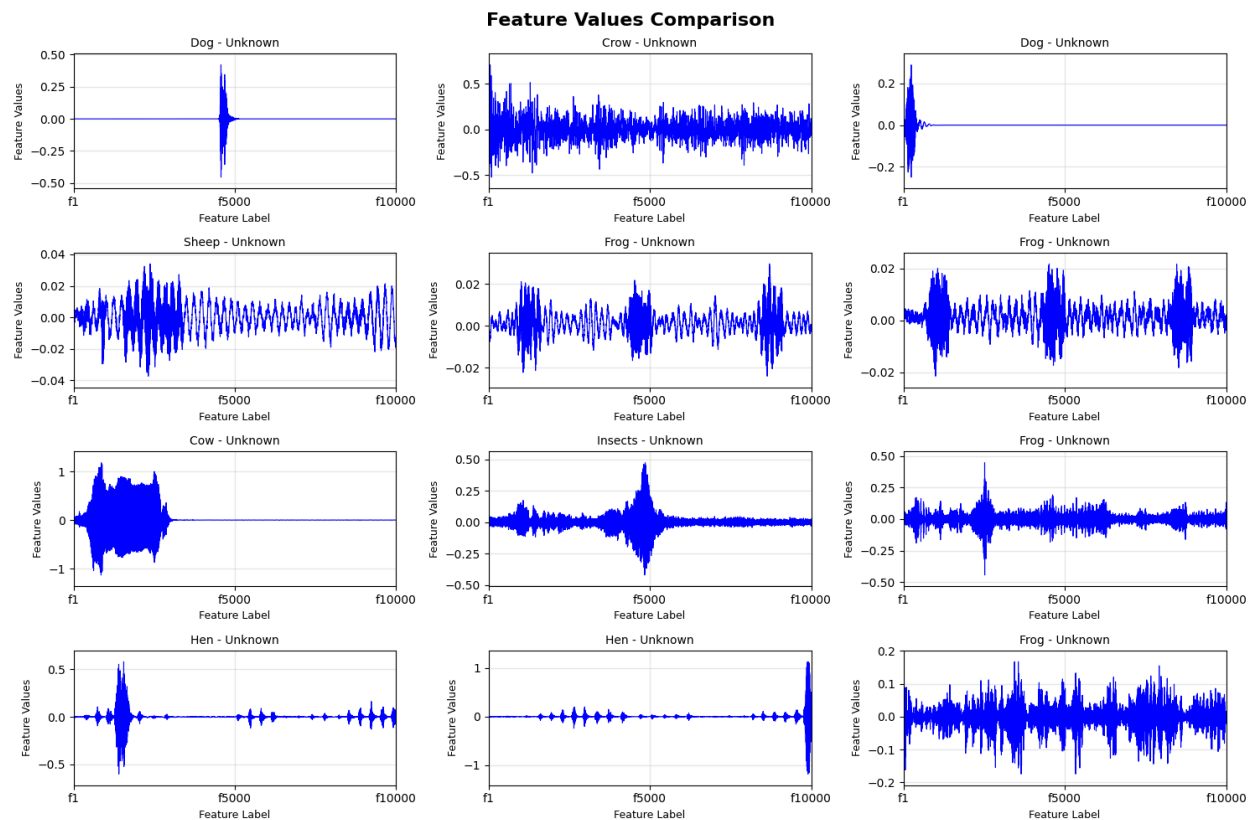 Feature Values Comparison
Dog - Unknown
Crow - Unknown
Dog - Unknown
Feature Values
0.50
0.25
0.00
−0.25
−0.50
f1
f5000
f10000
Feature Label
Feature Values
0.5
0.0
−0.5
f1
f5000
f10000
Feature Label
Feature Values
0.2
0.0
−0.2
f1
f5000
f10000
Feature Label
Sheep - Unknown
Frog - Unknown
Frog - Unknown
Feature Values
0.04
0.02
0.00
−0.02
−0.04
f1
f5000
f10000
Feature Label
Feature Values
0.02
0.00
−0.02
f1
f5000
f10000
Feature Label
Feature Values
0.02
0.00
−0.02
f1
f5000
f10000
Feature Label
Cow - Unknown
Insects - Unknown
Frog - Unknown
Feature Values
1
0
−1
f1
f5000
f10000
Feature Label
Feature Values
0.50
0.25
0.00
−0.25
−0.50
f1
f5000
f10000
Feature Label
Feature Values
0.50
0.25
0.00
−0.25
−0.50
f1
f5000
f10000
Feature Label
Hen - Unknown
Hen - Unknown
Frog - Unknown
Feature Values
0.5
0.0
−0.5
f1
f5000
f10000
Feature Label
Feature Values
1
0
−1
f1
f5000
f10000
Feature Label
Feature Values
0.2
0.1
0.0
−0.1
−0.2
f1
f5000
f10000
Feature Label